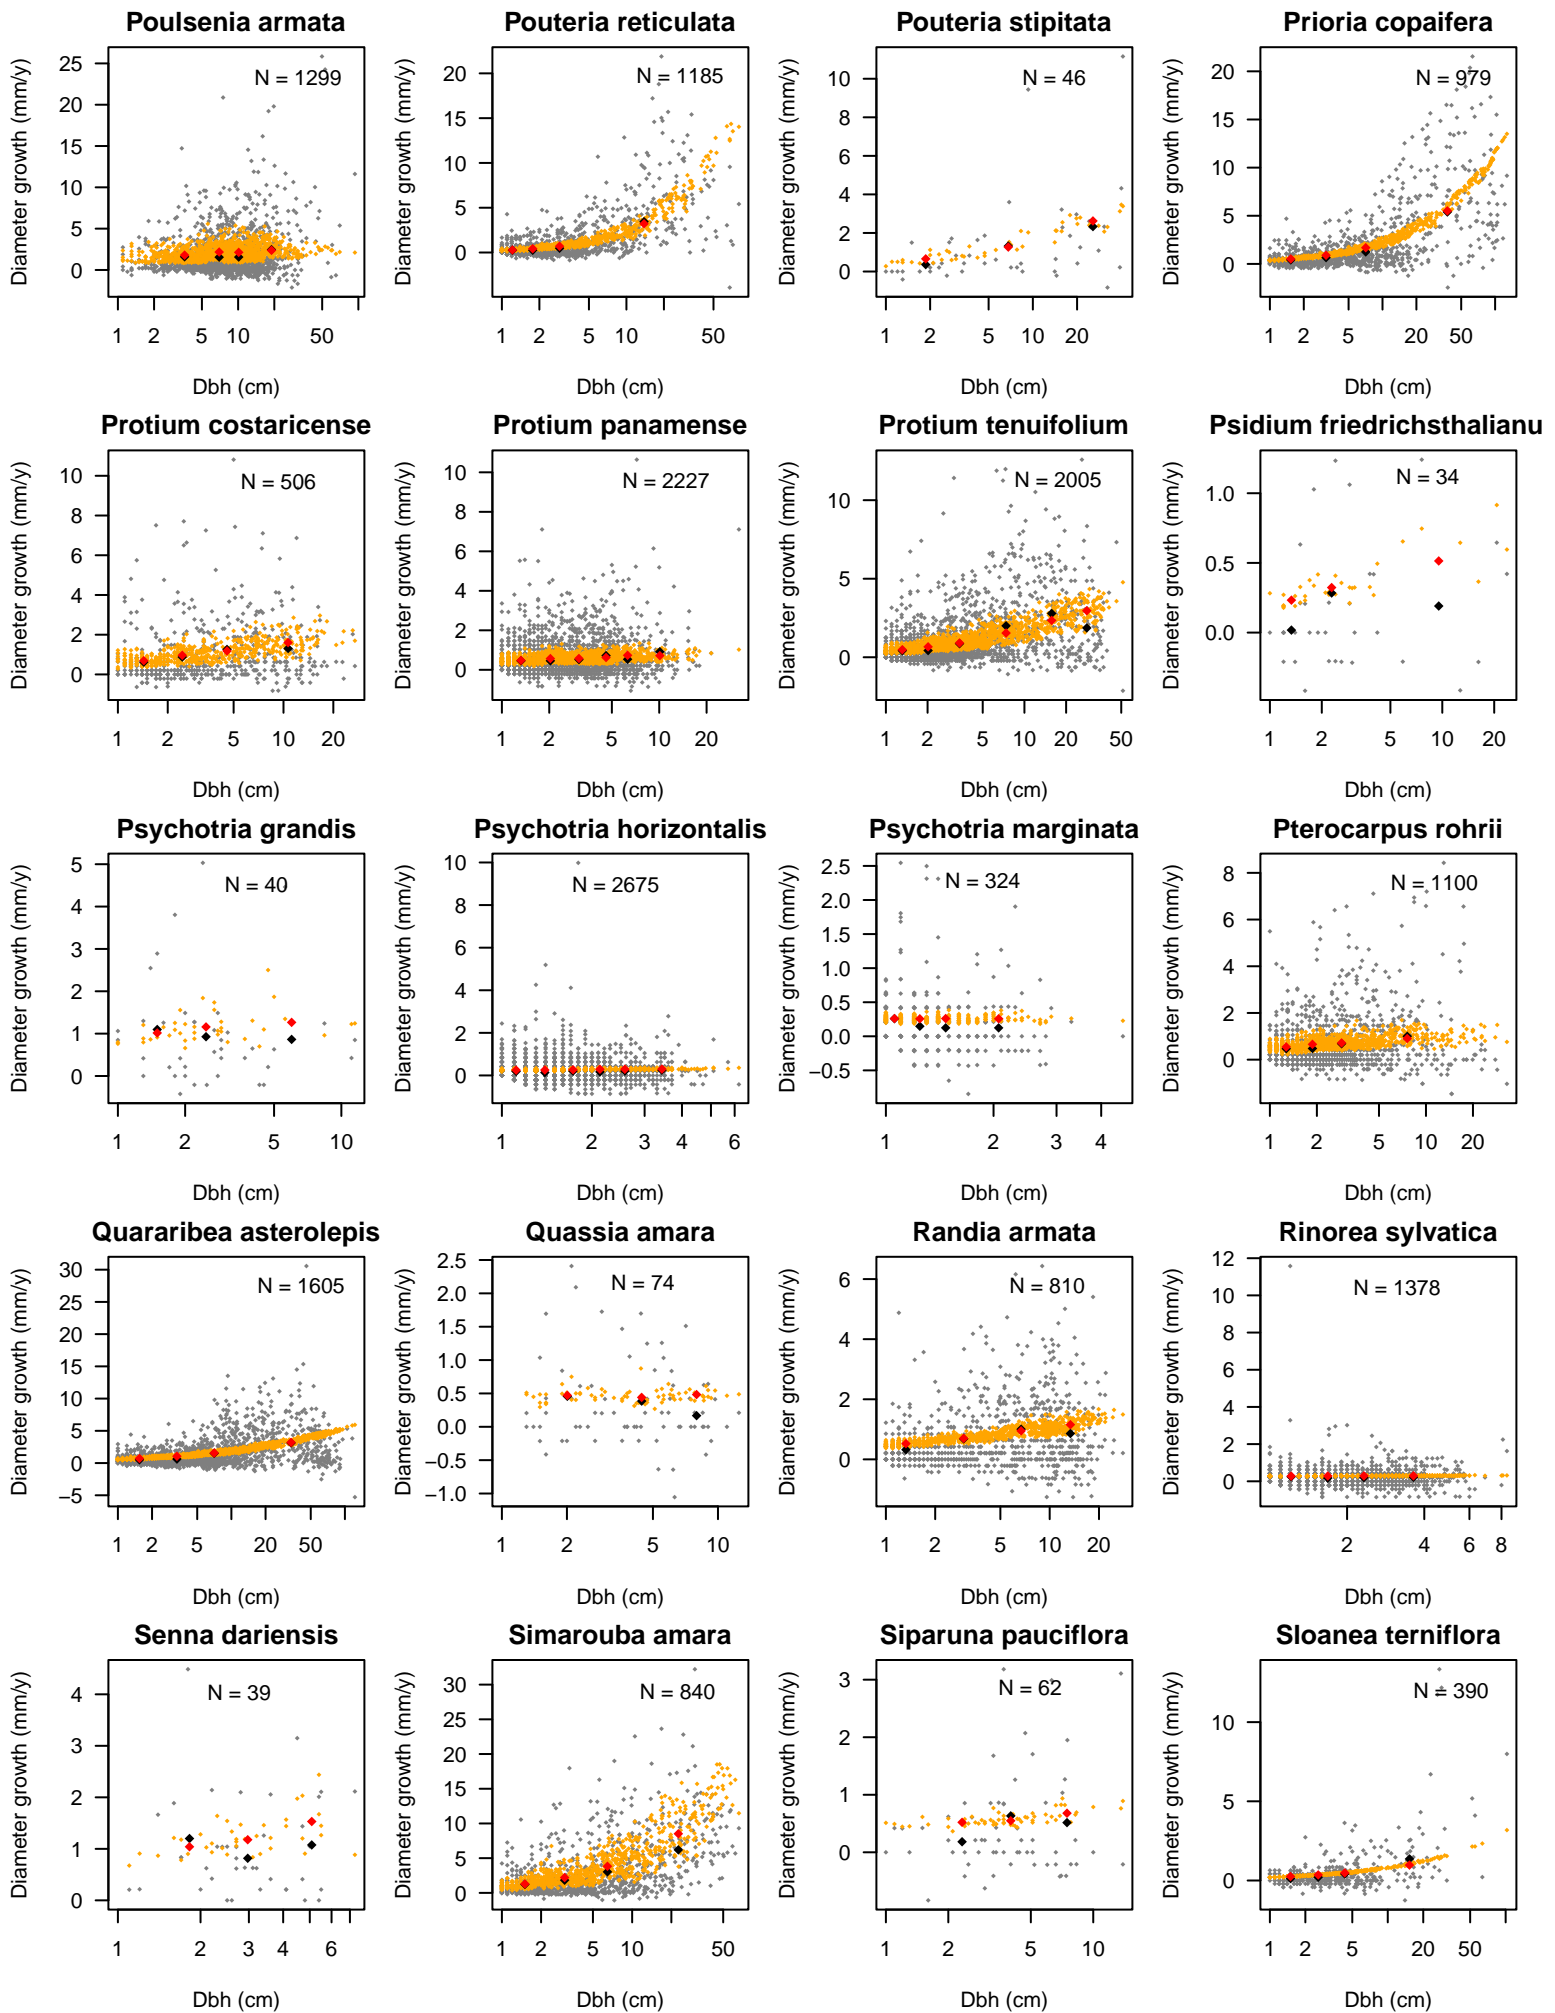 Poulsenia armata Pouteria reticulata Pouteria stipitata Prioria copaifera
Diameter growth (mm/y) Diameter growth (mm/y) Diameter growth (mm/y) Diameter growth (mm/y)
N = 1299 N = 1185 N = 46 N = 979
25 20 15 10 5 0
20 15 10 5 0
10 8 6 4 2 0
20 15 10 5 0
1 2 5 10 50 1 2 5 10 50 1 2 5 10 20 1 2 5 20 50
Dbh (cm) Dbh (cm) Dbh (cm) Dbh (cm)
Protium costaricense Protium panamense Protium tenuifolium Psidium friedrichsthalianu
Diameter growth (mm/y) Diameter growth (mm/y) Diameter growth (mm/y) Diameter growth (mm/y)
N = 506 N = 2227 N = 2005 N = 34
10 8 6 4 2 0
10 8 6 4 2 0
10 5 0
1.0 0.5 0.0
1 2 5 10 20 1 2 5 10 20 1 2 5 10 20 50 1 2 5 10 20
Dbh (cm) Dbh (cm) Dbh (cm) Dbh (cm)
Psychotria grandis Psychotria horizontalis Psychotria marginata Pterocarpus rohrii
Diameter growth (mm/y) Diameter growth (mm/y) Diameter growth (mm/y) Diameter growth (mm/y)
N = 40 N = 2675 N = 324 N = 1100
5 4 3 2 1 0
10 8 6 4 2 0
2.5 2.0 1.5 1.0 0.5 0.0 −0.5
8 6 4 2 0
1 2 5 10 1 2 3 4 6 1 2 3 4 1 2 5 10 20
Dbh (cm) Dbh (cm) Dbh (cm) Dbh (cm)
Quararibea asterolepis Quassia amara Randia armata Rinorea sylvatica
Diameter growth (mm/y) Diameter growth (mm/y) Diameter growth (mm/y) Diameter growth (mm/y)
N = 1605 N = 74 N = 810 N = 1378
30 25 20 15 10 5 0 −5
2.5 2.0 1.5 1.0 0.5 0.0 −0.5 −1.0
6 4 2 0
12 10 8 6 4 2 0
1 2 5 20 50 1 2 5 10 1 2 5 10 20 2 4 6 8
Dbh (cm) Dbh (cm) Dbh (cm) Dbh (cm)
Senna dariensis Simarouba amara Siparuna pauciflora Sloanea terniflora
Diameter growth (mm/y) Diameter growth (mm/y) Diameter growth (mm/y) Diameter growth (mm/y)
N = 39 N = 840 N = 62 N = 390
4 3 2 1 0
30 25 20 15 10 5 0
3 2 1 0
10 5 0
1 2 3 4 6 1 2 5 10 50 1 2 5 10 1 2 5 20 50
Dbh (cm) Dbh (cm) Dbh (cm) Dbh (cm)